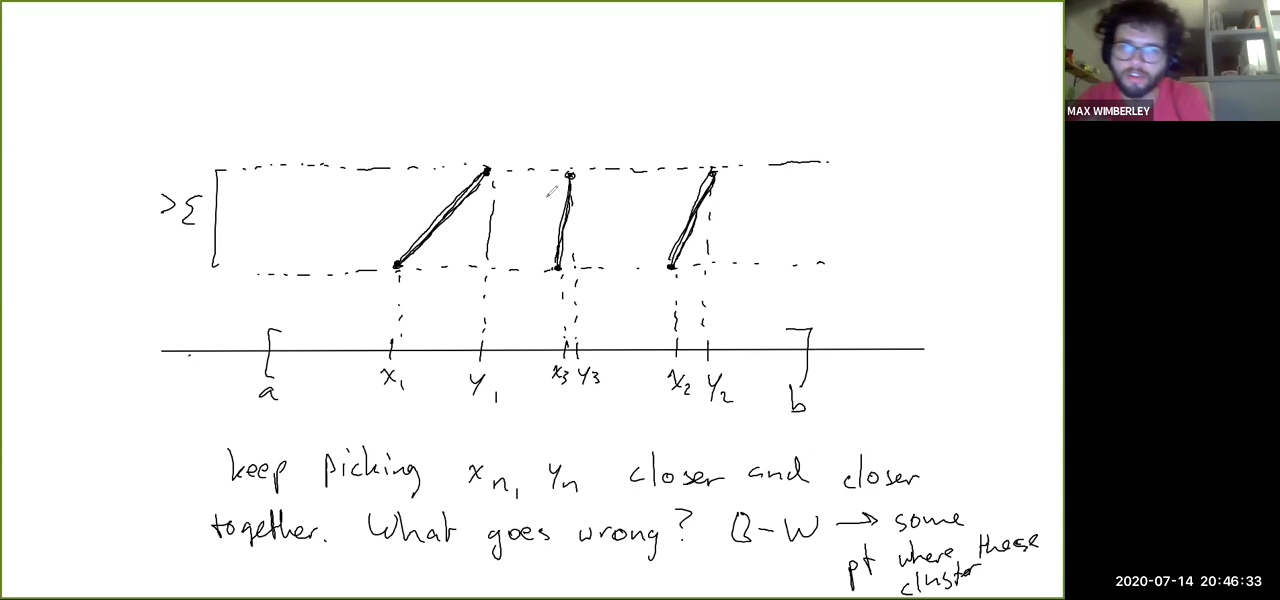 MAX WIMBERLEY
>ε
a x₁ y₁ x₃ y₃ x₂ y₂ b
keep picking xₙ, yₙ closer and closer
together. What goes wrong? B-W → some
pt where these
cluster
2020-07-14 20:46:33